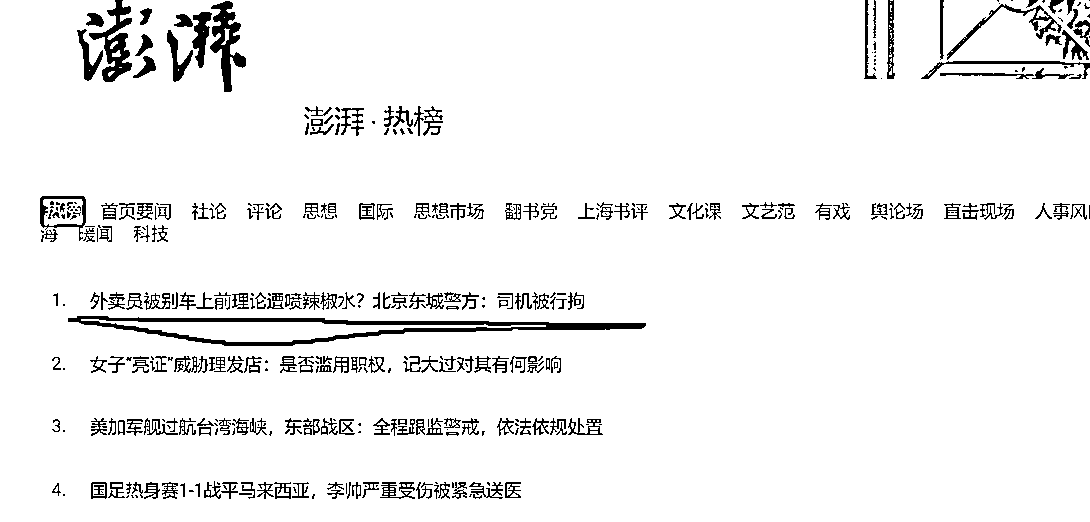 澎湃
澎湃·热榜
热榜 首页要闻 社论 评论 思想 国际 思想市场 翻书党 上海书评 文化课 文艺范 有戏 舆论场 直击现场 人事风
海 暖闻 科技
1. 外卖员被别车上前理论遭喷辣椒水？北京东城警方：司机被行拘
2. 女子“亮证”威胁理发店：是否滥用职权，记大过对其有何影响
3. 美加军舰过航台湾海峡，东部战区：全程跟监警戒，依法依规处置
4. 国足热身赛1-1战平马来西亚，李帅严重受伤被紧急送医